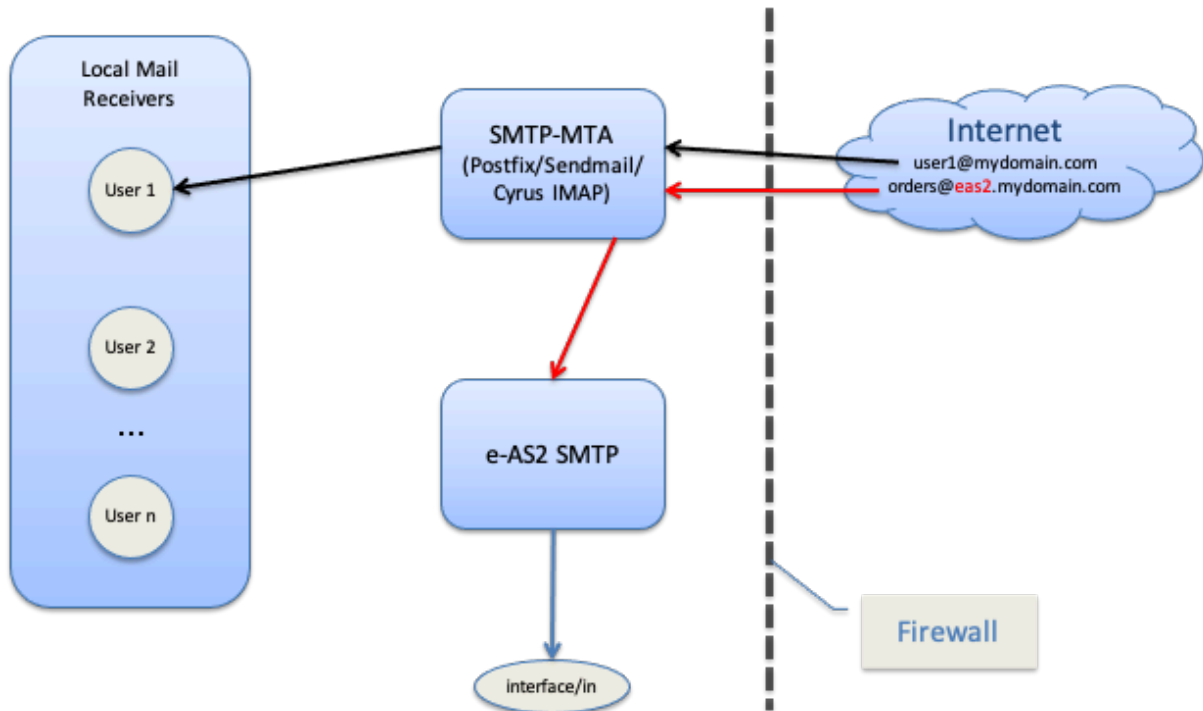 Local Mail
Receivers
User 1
User 2
...
User n
SMTP-MTA
(Postfix/Sendmail/
Cyrus IMAP)
e-AS2 SMTP
interface/in
Internet
user1@mydomain.com
orders@eas2.mydomain.com
Firewall